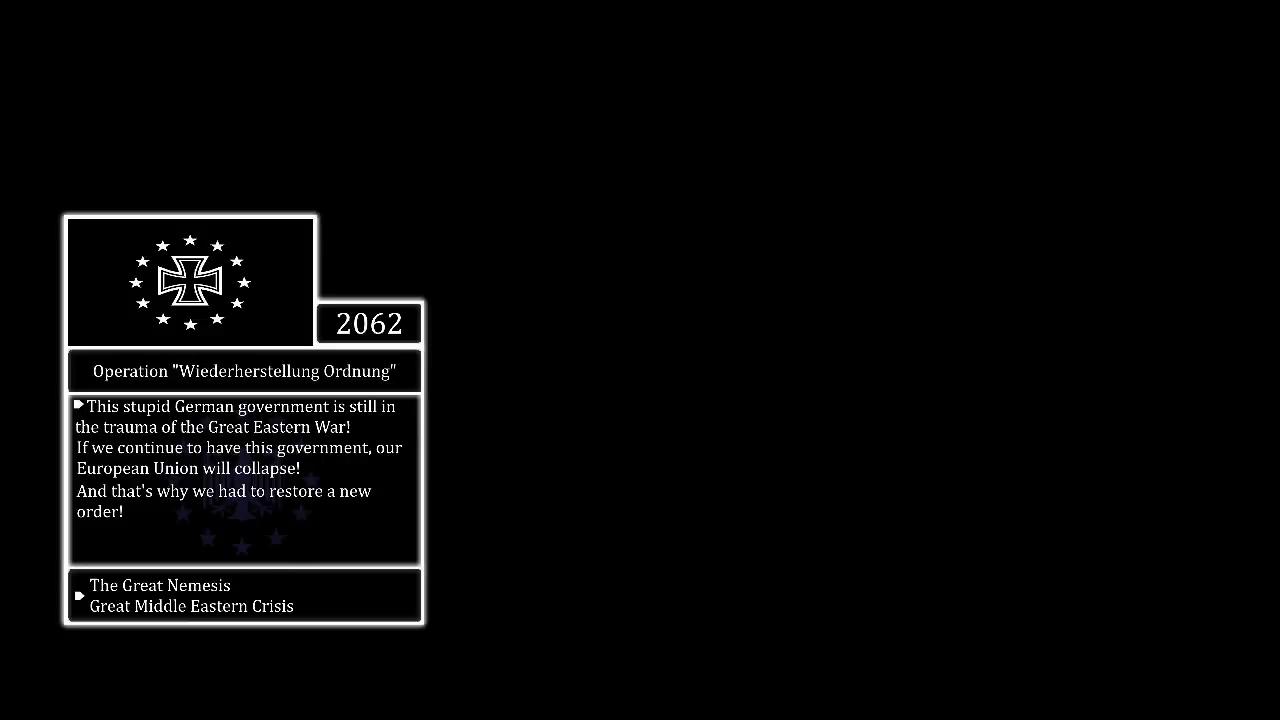 2062
Operation "Wiederherstellung Ordnung"
This stupid German government is still in
the trauma of the Great Eastern War!
If we continue to have this government, our
European Union will collapse!
And that's why we had to restore a new
order!
The Great Nemesis
Great Middle Eastern Crisis